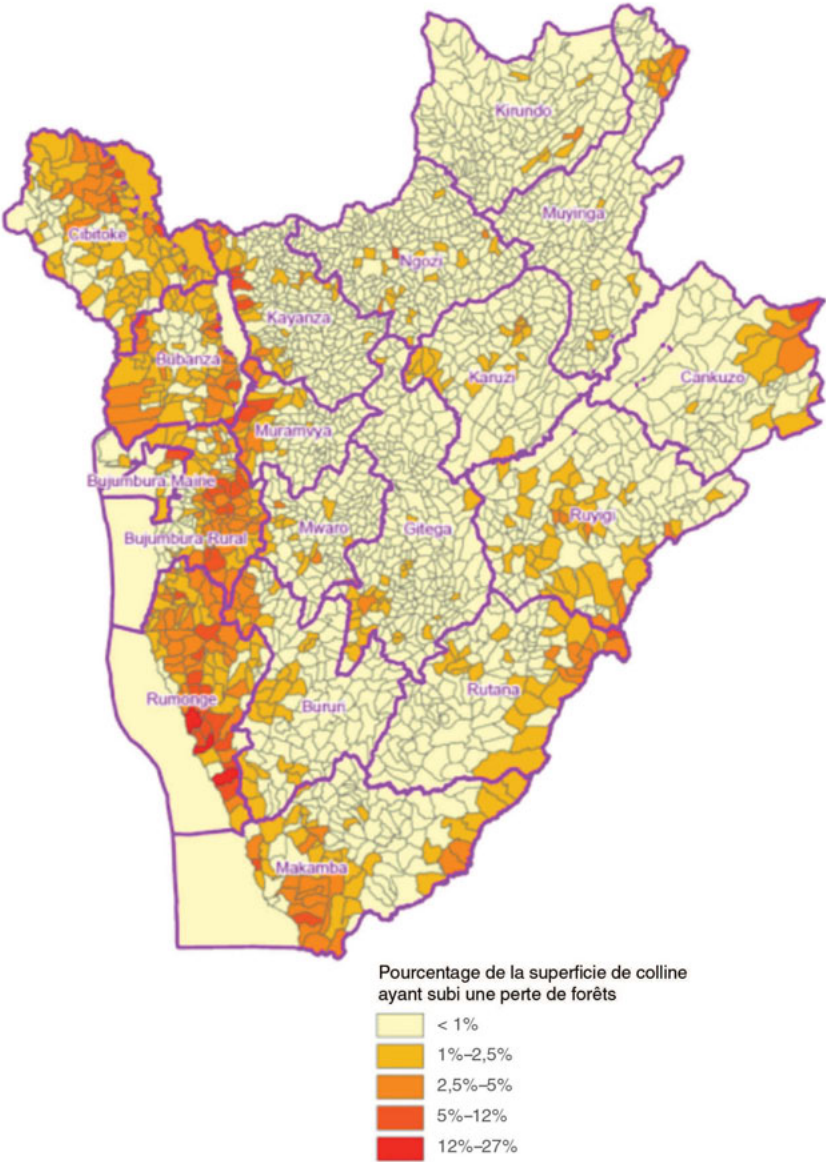 Kirundo
Muyinga
Cibitoke
Ngozi
Kayanza
Bubanza
Karuzi
Cankuzo
Muramvya
Bujumbura Mairie
Ruyigi
Mwaro
Gitega
Bujumbura Rural
Rutana
Rumonge
Bururi
Makamba
Pourcentage de la superficie de colline
ayant subi une perte de forêts
< 1%
1%–2,5%
2,5%–5%
5%–12%
12%–27%